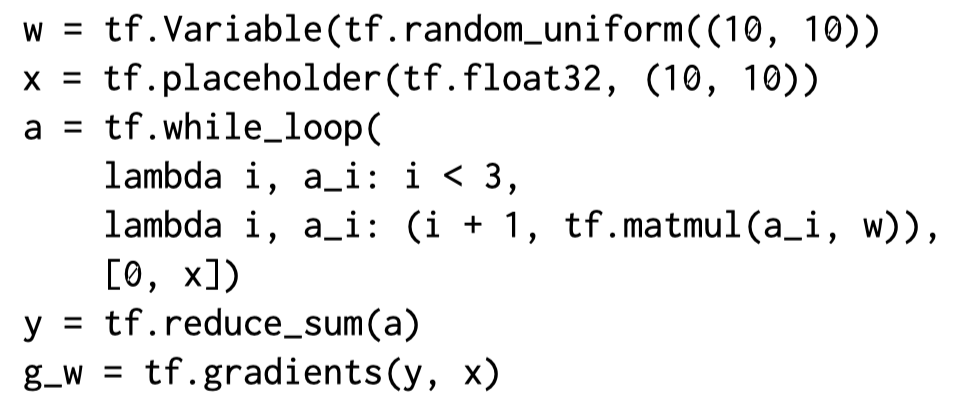 w = tf.Variable(tf.random_uniform((10, 10))
x = tf.placeholder(tf.float32, (10, 10))
a = tf.while_loop(
    lambda i, a_i: i < 3,
    lambda i, a_i: (i + 1, tf.matmul(a_i, w)),
    [0, x])
y = tf.reduce_sum(a)
g_w = tf.gradients(y, x)